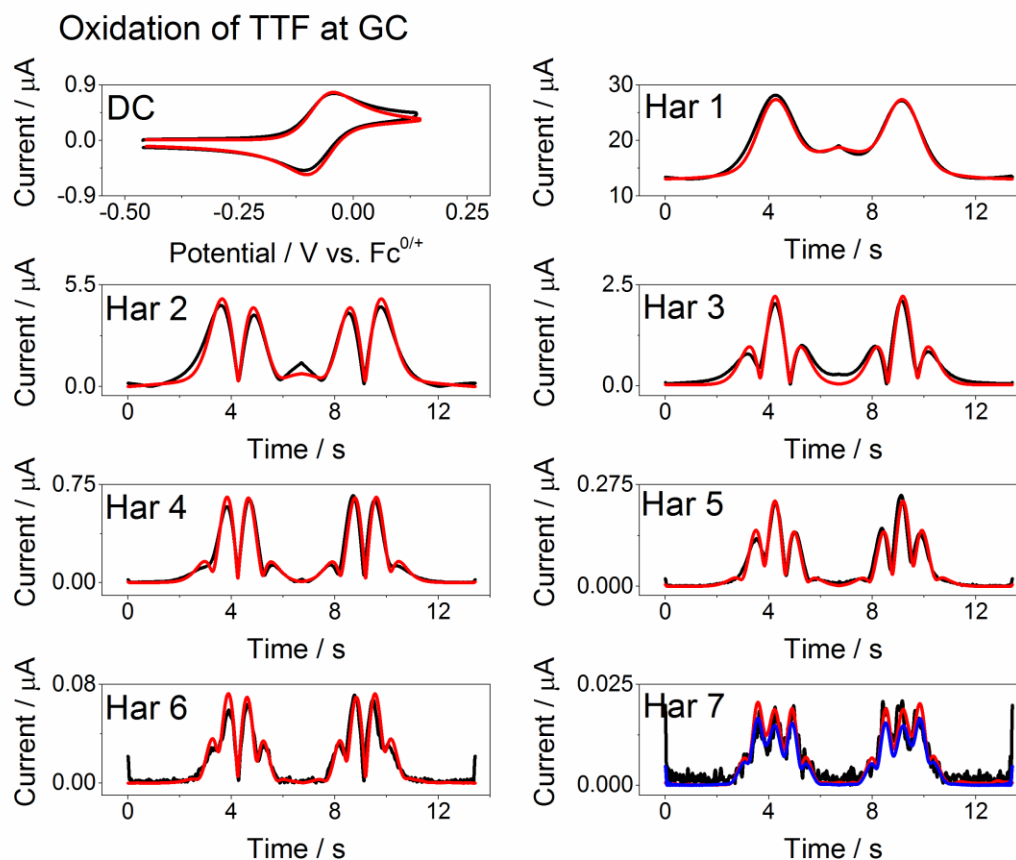 Oxidation of TTF at GC
DC
Current / µA
0.9
0.0
-0.9
-0.50
-0.25
0.00
0.25
Potential / V vs. Fc0/+
Har 1
Current / µA
30
20
10
0
4
8
12
Time / s
Har 2
Current / µA
5.5
0.0
0
4
8
12
Time / s
Har 3
Current / µA
2.5
0.0
0
4
8
12
Time / s
Har 4
Current / µA
0.75
0.00
0
4
8
12
Time / s
Har 5
Current / µA
0.275
0.000
0
4
8
12
Time / s
Har 6
Current / µA
0.08
0.00
0
4
8
12
Time / s
Har 7
Current / µA
0.025
0.000
0
4
8
12
Time / s